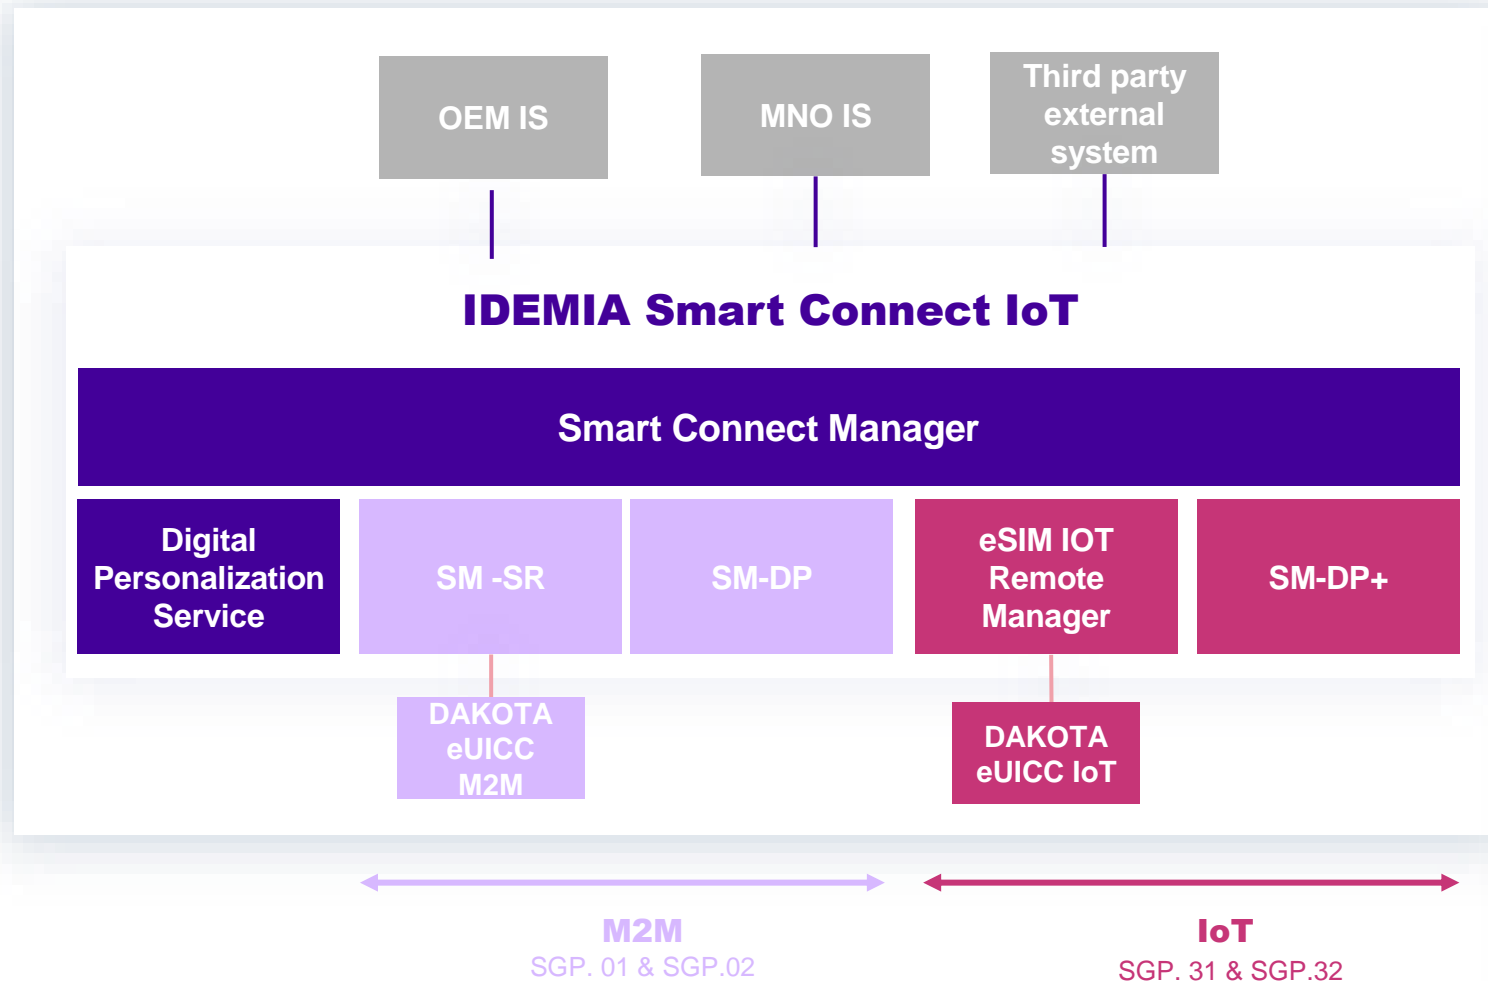 OEM IS
MNO IS
Third party
external
system
IDEMIA Smart Connect IoT
Smart Connect Manager
Digital
Personalization
Service
SM -SR
SM-DP
eSIM IOT
Remote
Manager
SM-DP+
DAKOTA
eUICC
M2M
DAKOTA
eUICC IoT
M2M
SGP. 01 & SGP.02
IoT
SGP. 31 & SGP.32